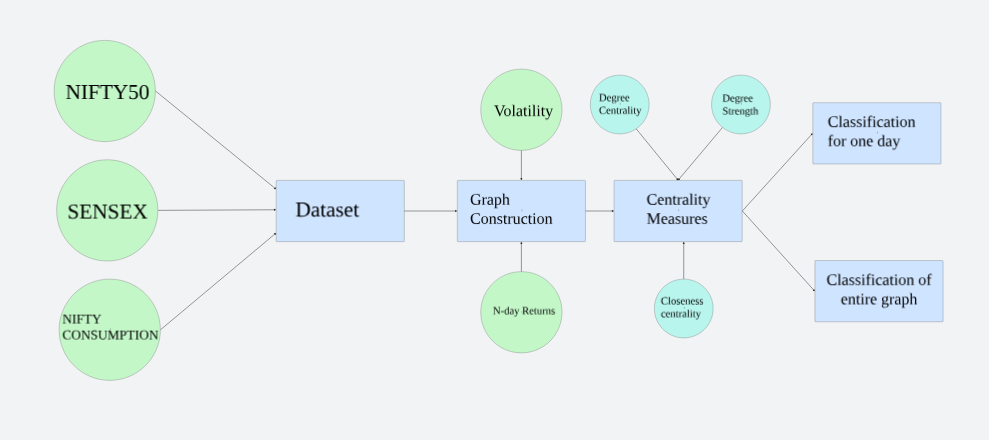 NIFTY50
SENSEX
NIFTY
CONSUMPTION
Dataset
Volatility
Graph
Construction
N-day Returns
Degree
Centrality
Degree
Strength
Centrality
Measures
Closeness
centrality
Classification
for one day
Classification of
entire graph